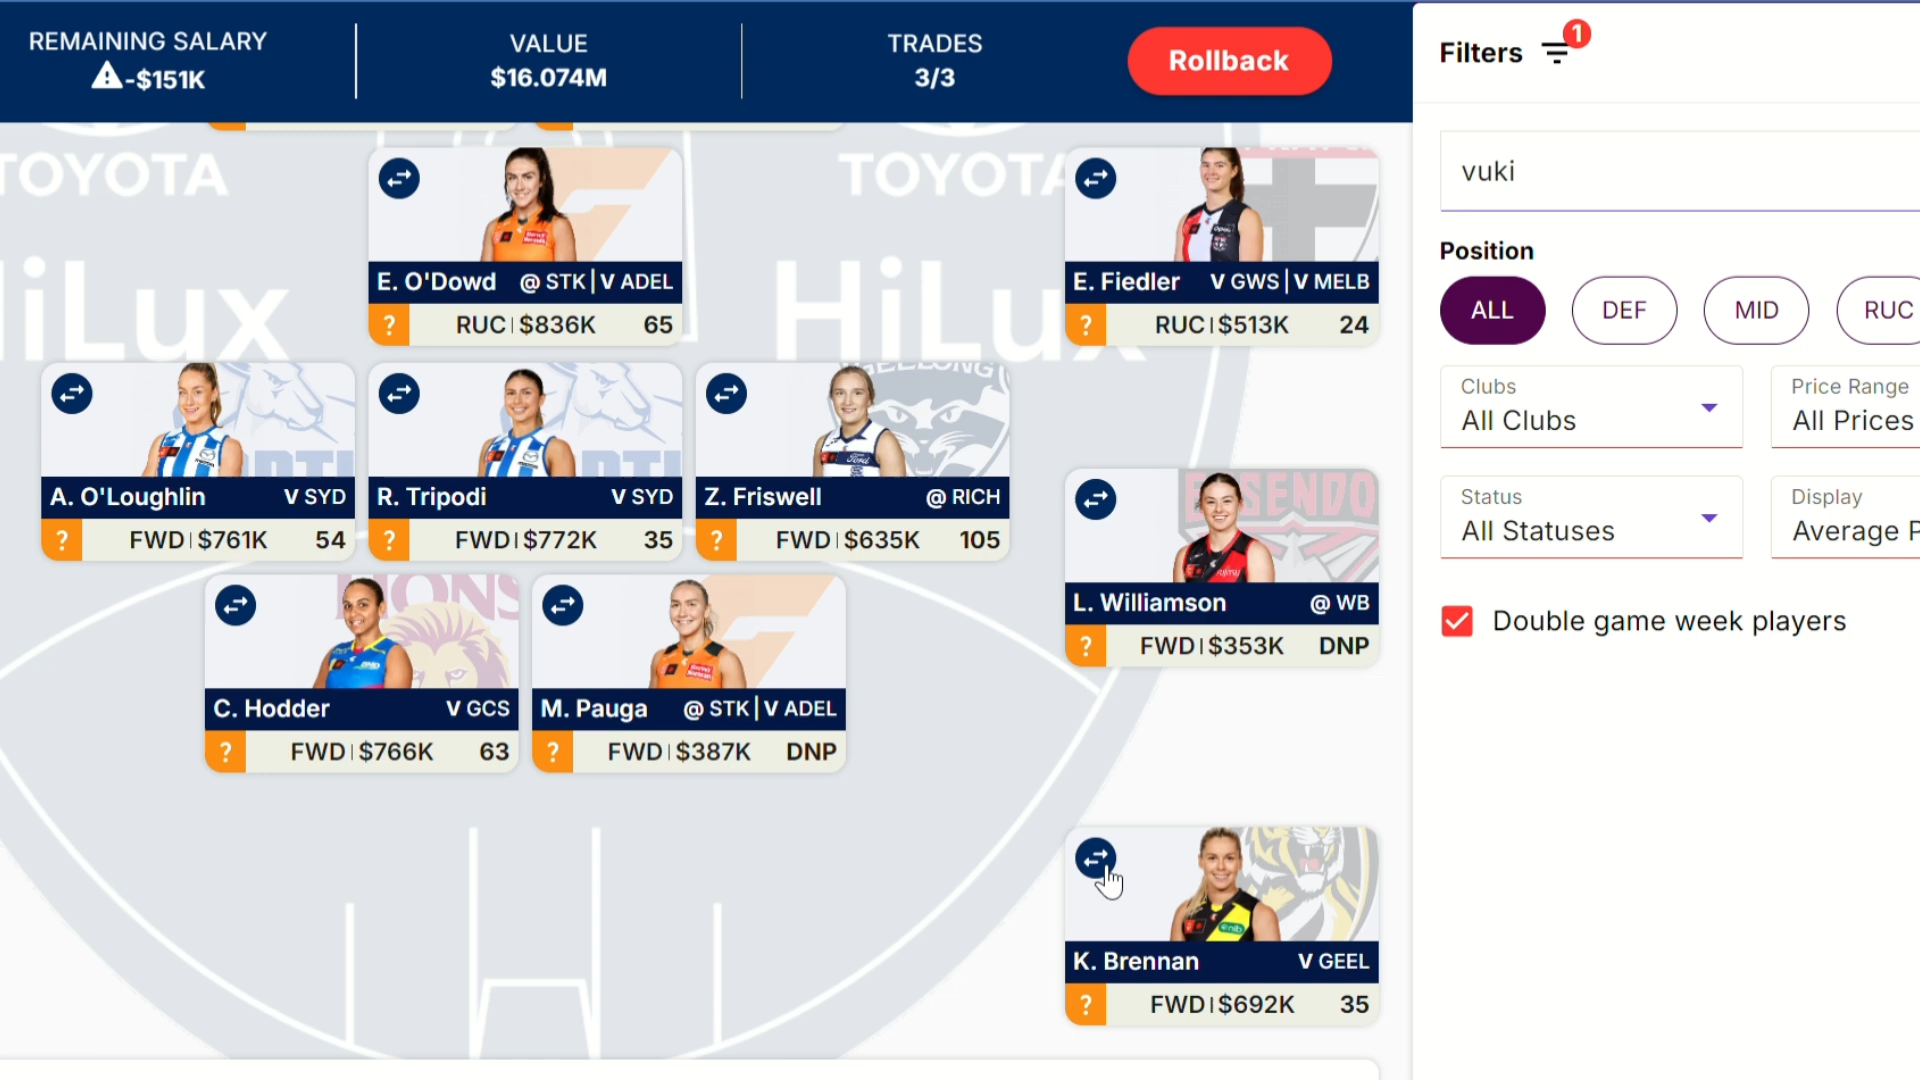 REMAINING SALARY
-$151K
VALUE
$16.074M
TRADES
3/3
Rollback
TOYOTA
TOYOTA
HiLux
HiLux
E. O'Dowd @ STK | V ADEL
? RUC | $836K 65
E. Fiedler V GWS | V MELB
? RUC | $513K 24
GEELONG
A. O'Loughlin V SYD
? FWD | $761K 54
R. Tripodi V SYD
? FWD | $772K 35
Z. Friswell @ RICH
? FWD | $635K 105
ESSENDO
L. Williamson @ WB
? FWD | $353K DNP
LIONS
C. Hodder V GCS
? FWD | $766K 63
M. Pauga @ STK | V ADEL
? FWD | $387K DNP
K. Brennan V GEEL
? FWD | $692K 35
Filters 1
vuki
Position
ALL DEF MID RUC
Clubs
All Clubs
Price Range
All Prices
Status
All Statuses
Display
Average P
Double game week players